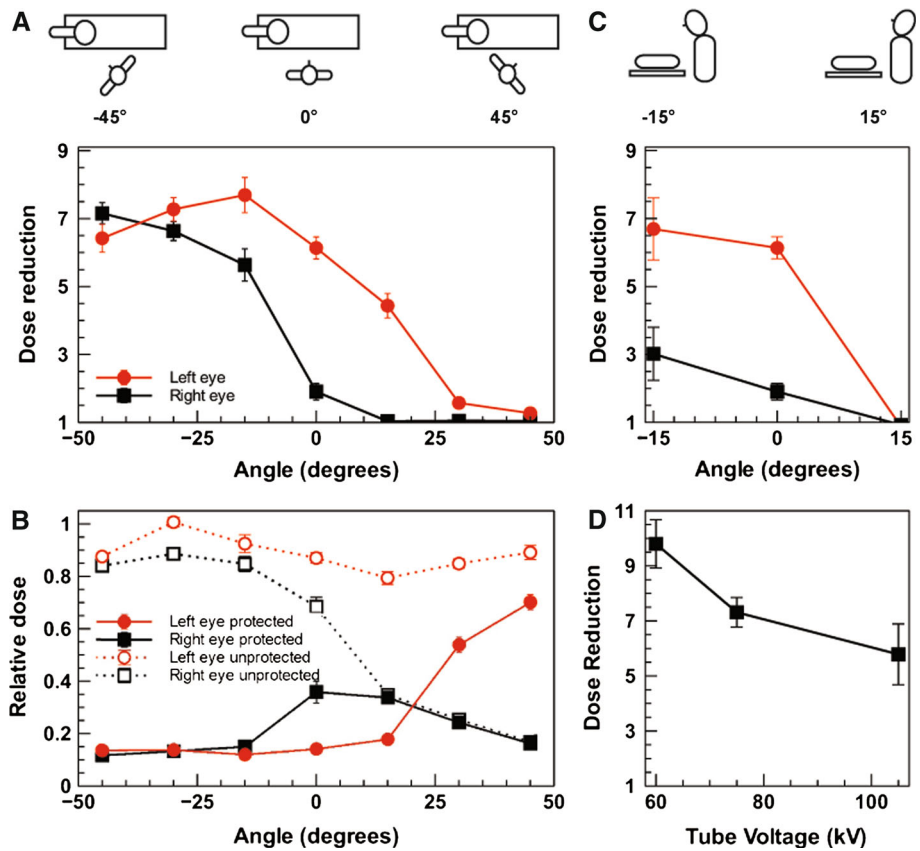 A
-45°
0°
45°
9
7
5
3
1
Dose reduction
Left eye
Right eye
−50
−25
0
25
50
Angle (degrees)
C
-15°
15°
9
7
5
3
1
Dose reduction
−15
0
15
Angle (degrees)
B
1
0.8
0.6
0.4
0.2
0
Relative dose
Left eye protected
Right eye protected
Left eye unprotected
Right eye unprotected
−50
−25
0
25
50
Angle (degrees)
D
11
9
7
5
3
1
Dose Reduction
60
80
100
Tube Voltage (kV)